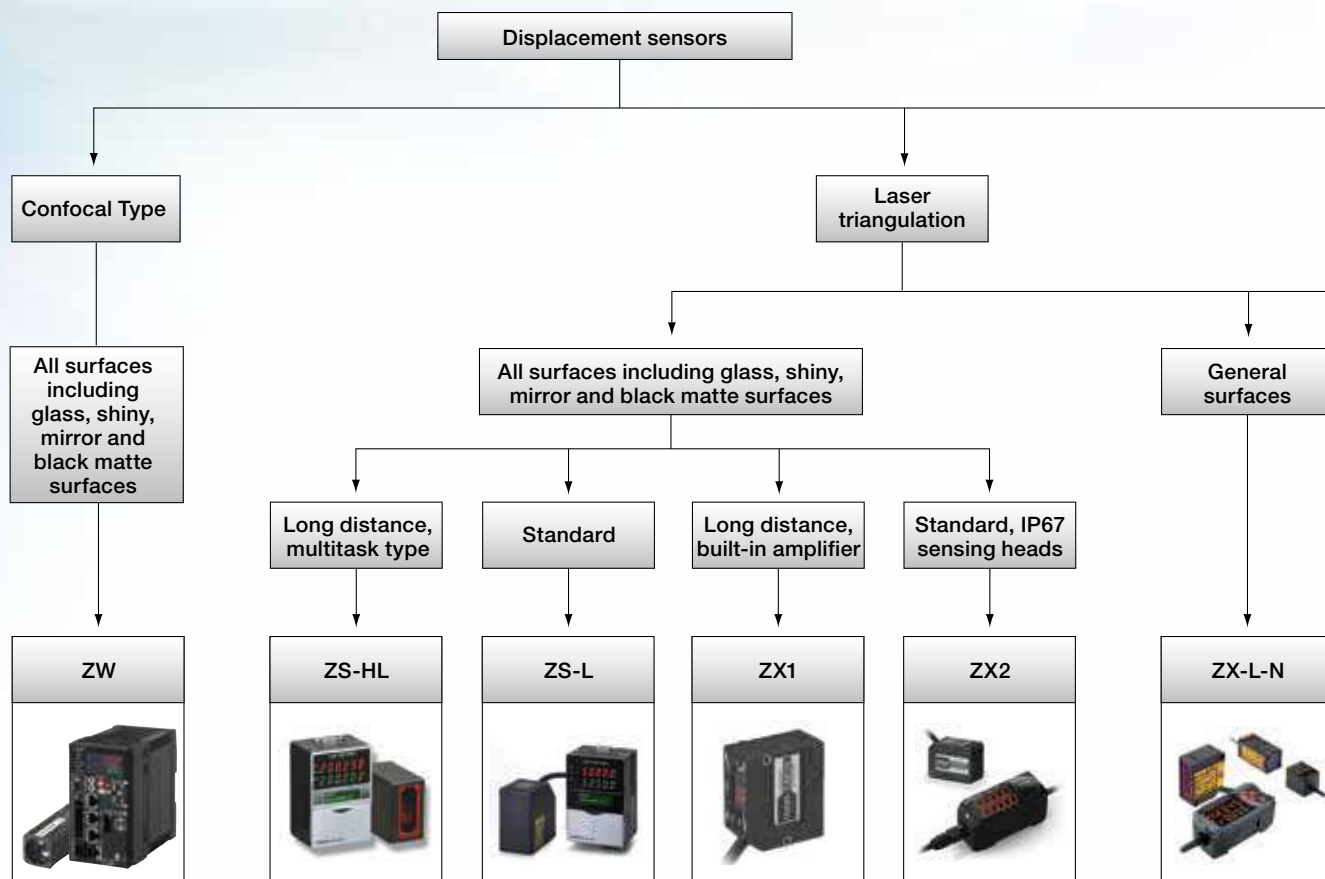 Displacement sensors
Confocal Type
Laser
triangulation
All surfaces
including
glass, shiny,
mirror and
black matte
surfaces
All surfaces including glass, shiny,
mirror and black matte surfaces
General
surfaces
Long distance,
multitask type
Standard
Long distance,
built-in amplifier
Standard, IP67
sensing heads
ZW
ZS-HL
ZS-L
ZX1
ZX2
ZX-L-N